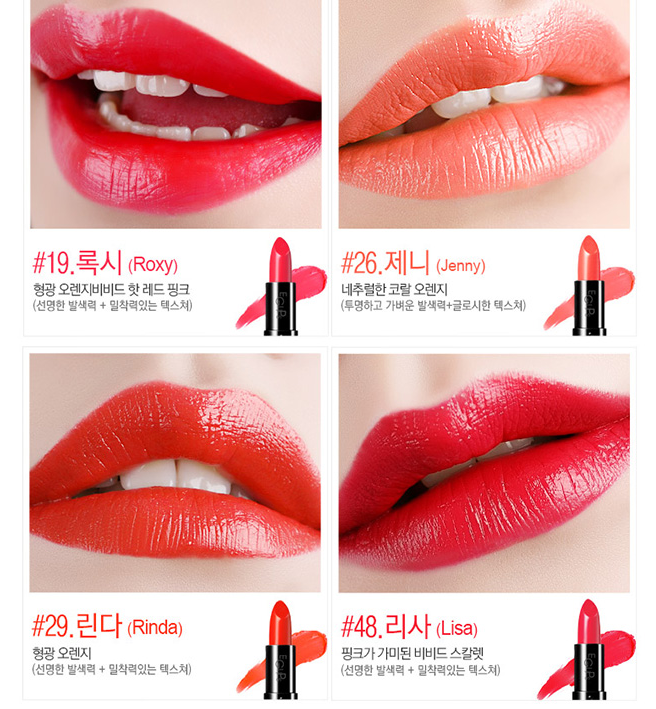 #19.록시 (Roxy)
형광 오렌지비비드 핫 레드 핑크
(선명한 발색력 + 밀착력있는 텍스쳐)
#26.제니 (Jenny)
네추럴한 코랄 오렌지
(투명하고 가벼운 발색력+글로시한 텍스쳐)
#29.린다 (Rinda)
형광 오렌지
(선명한 발색력 + 밀착력있는 텍스쳐)
#48.리사 (Lisa)
핑크가 가미된 비비드 스칼렛
(선명한 발색력 + 밀착력있는 텍스쳐)